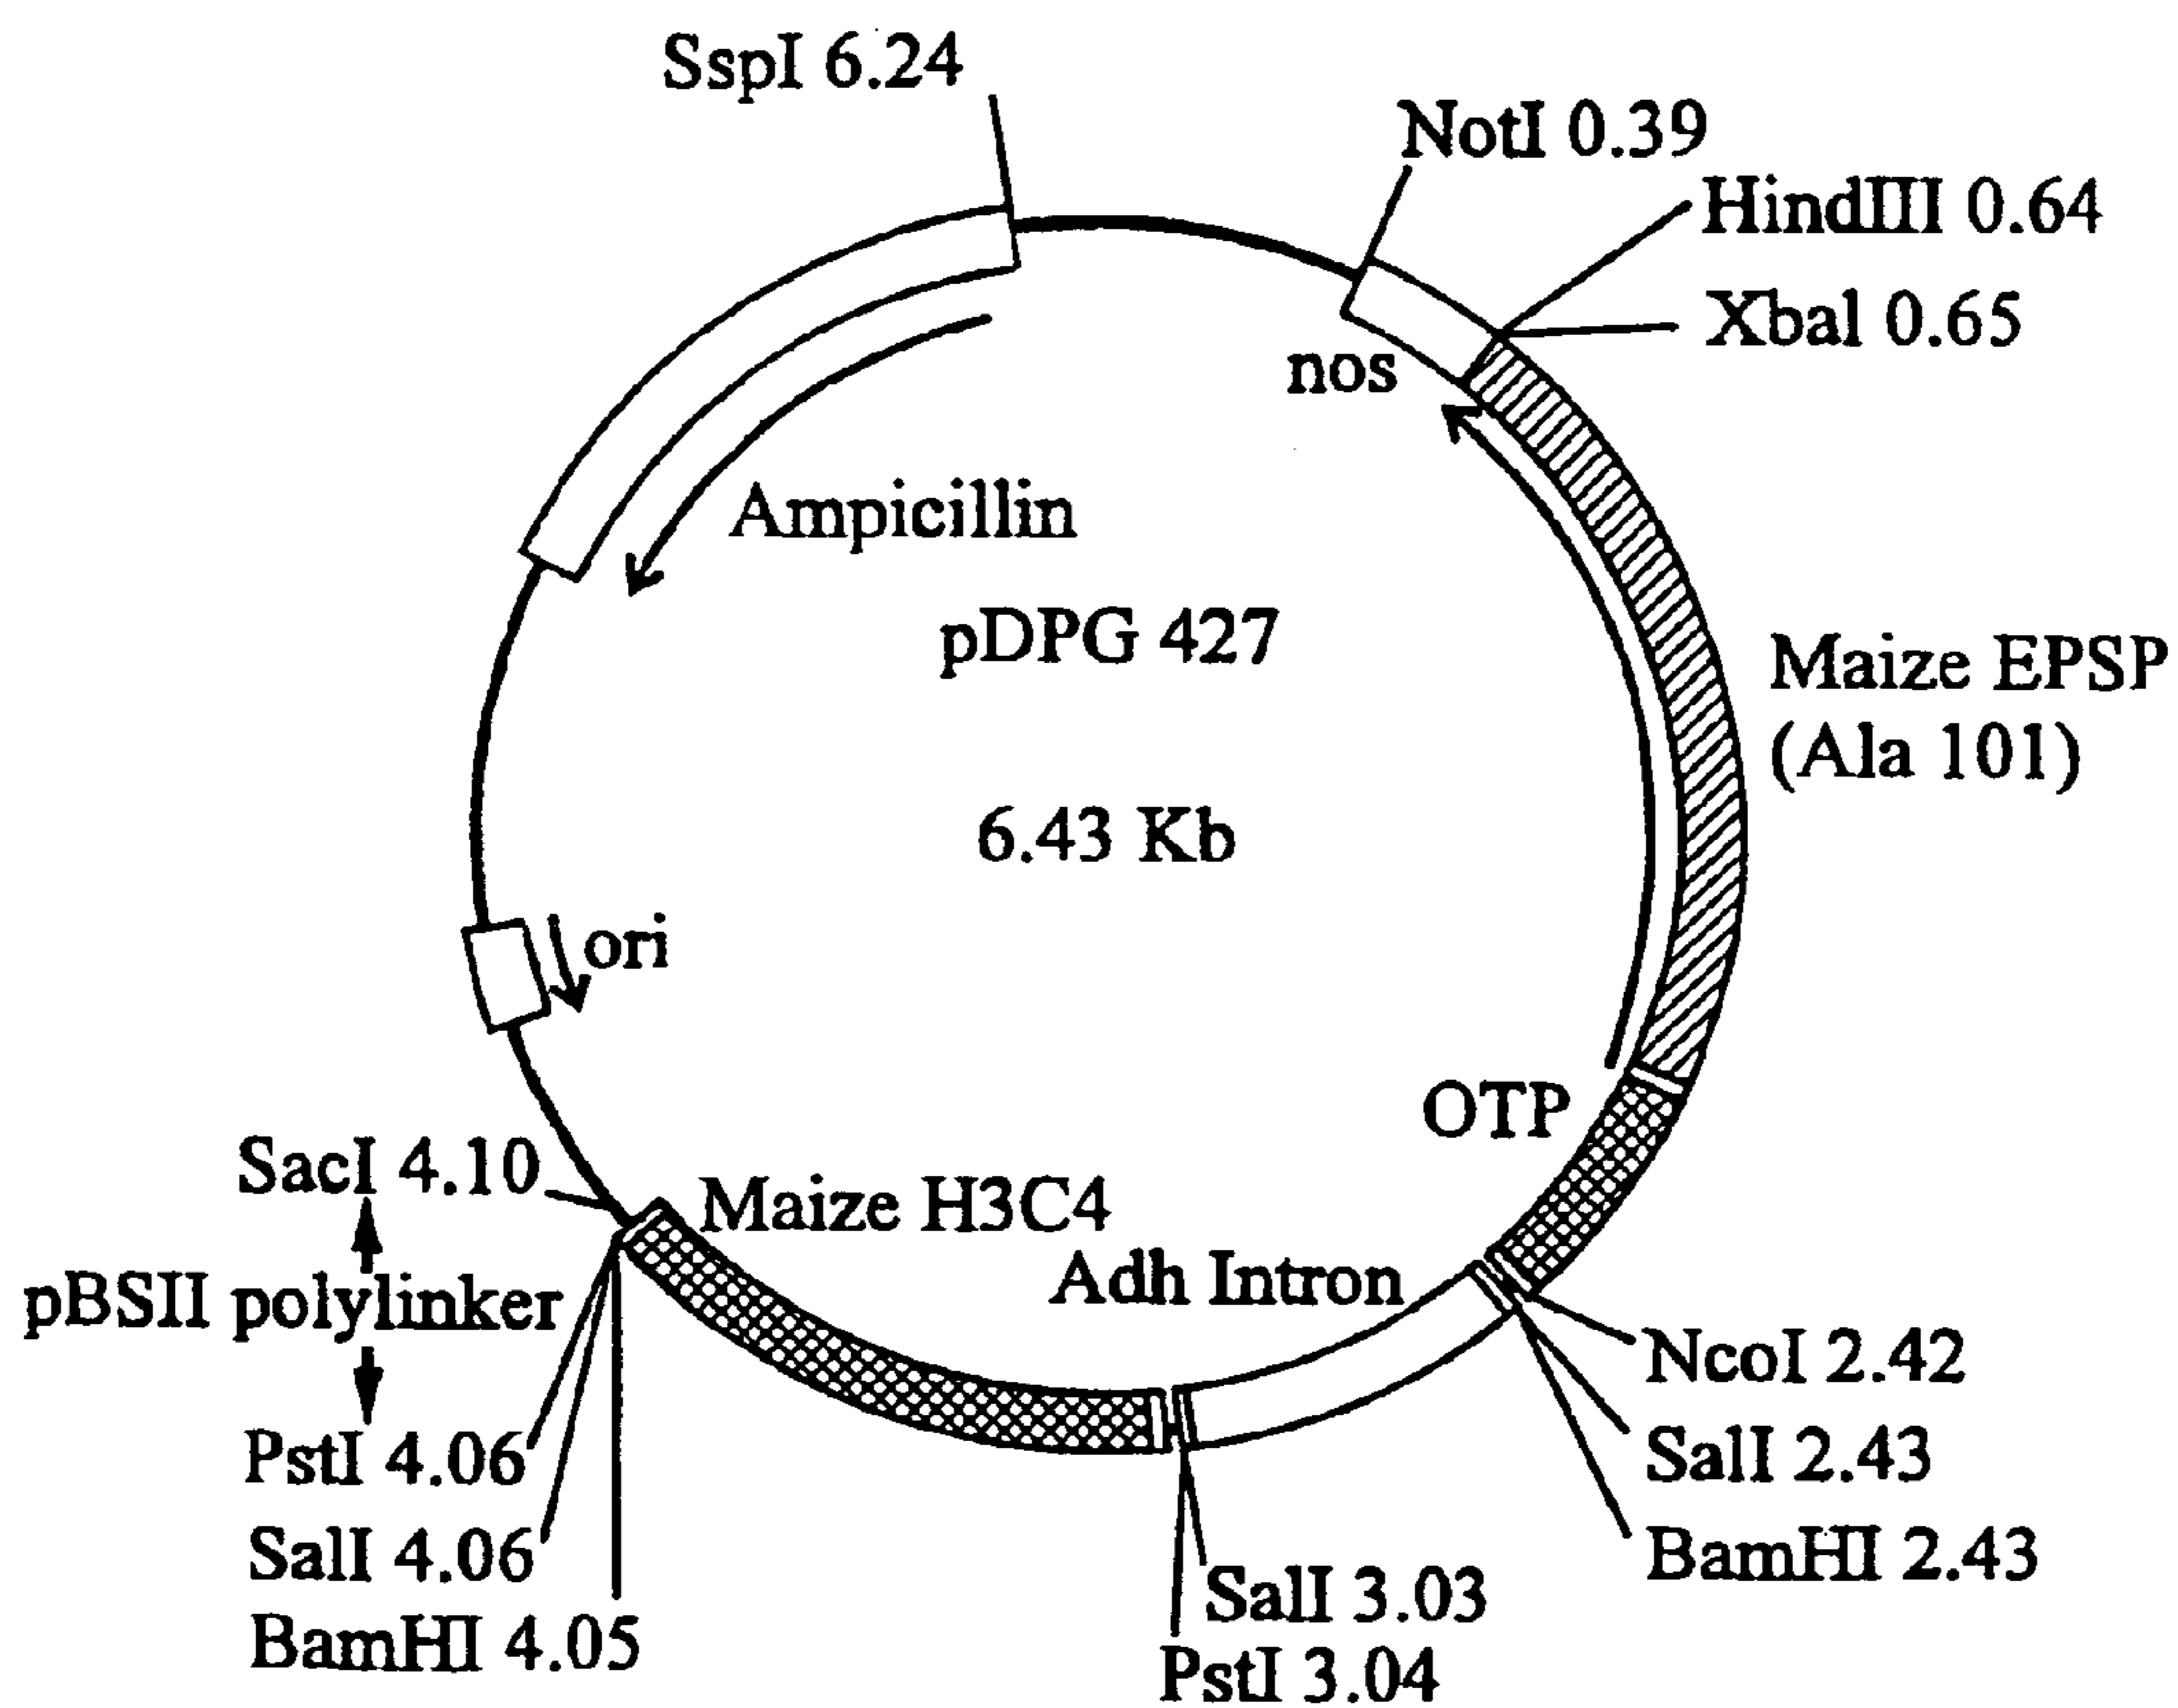 SspI 6.24
NotI 0.39
HindIII 0.64
XbaI 0.65
nos
Ampicillin
pDPG 427
Maize EPSP
(Ala 101)
6.43 Kb
ori
OTP
SacI 4.10
Maize H3C4
Adh Intron
pBSII polylinker
NcoI 2.42
PstI 4.06
SalI 2.43
SalI 4.06
BamHI 2.43
SalI 3.03
BamHI 4.05
PstI 3.04